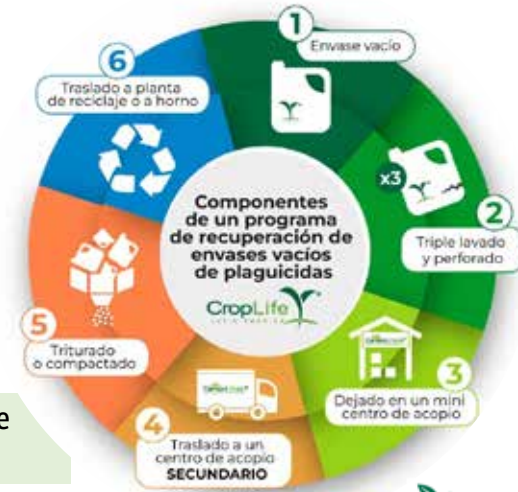 1
Envase vacío
6
Traslado a planta
de reciclaje o a horno
x3
2
Triple lavado
y perforado
Componentes
de un programa
de recuperación de
envases vacíos
de plaguicidas
CropLife
LATIN AMERICA
5
Triturado
o compactado
3
Dejado en un mini
centro de acopio
4
Traslado a un
centro de acopio
SECUNDARIO
e